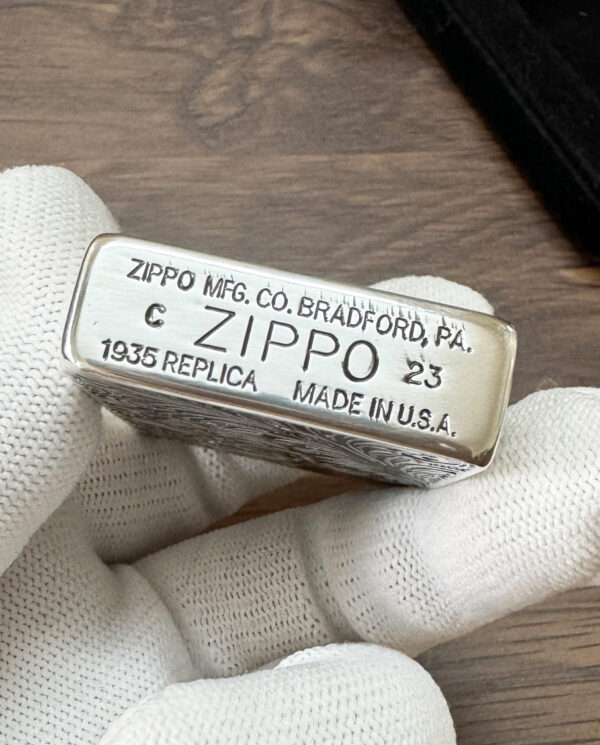 ZIPPO MFG. CO. BRADFORD, PA.
C ZIPPO 23
1935 REPLICA MADE IN U.S.A.